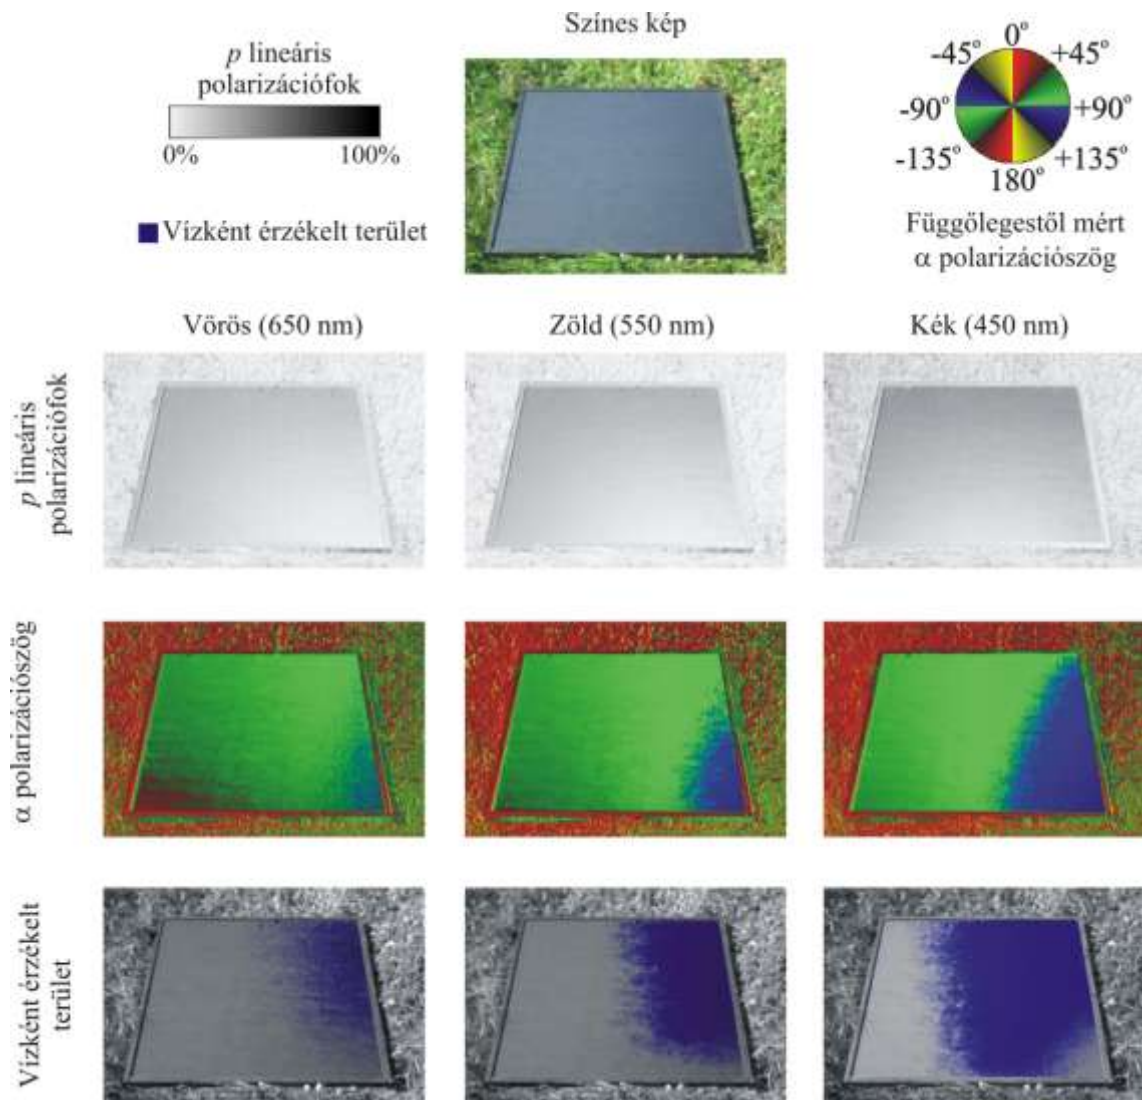 Színes kép
p lineáris
polarizációfok
0% 100%
Vízként érzékelt terület
0°
-45° +45°
-90° +90°
-135° +135°
180°
Függőlegestől mért
α polarizációszög
Vörös (650 nm) Zöld (550 nm) Kék (450 nm)
p lineáris
polarizációfok
α polarizációszög
Vízként érzékelt
terület